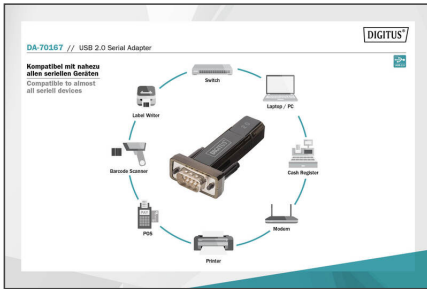 DIGITUS®
DA-70167 // USB 2.0 Serial Adapter
Kompatibel mit nahezu
allen seriellen Geräten
Compatible to almost
all seriell devices
Switch
Label Writer
Laptop / PC
DIGITUS
Barcode Scanner
Cash Register
POS
Modem
Printer